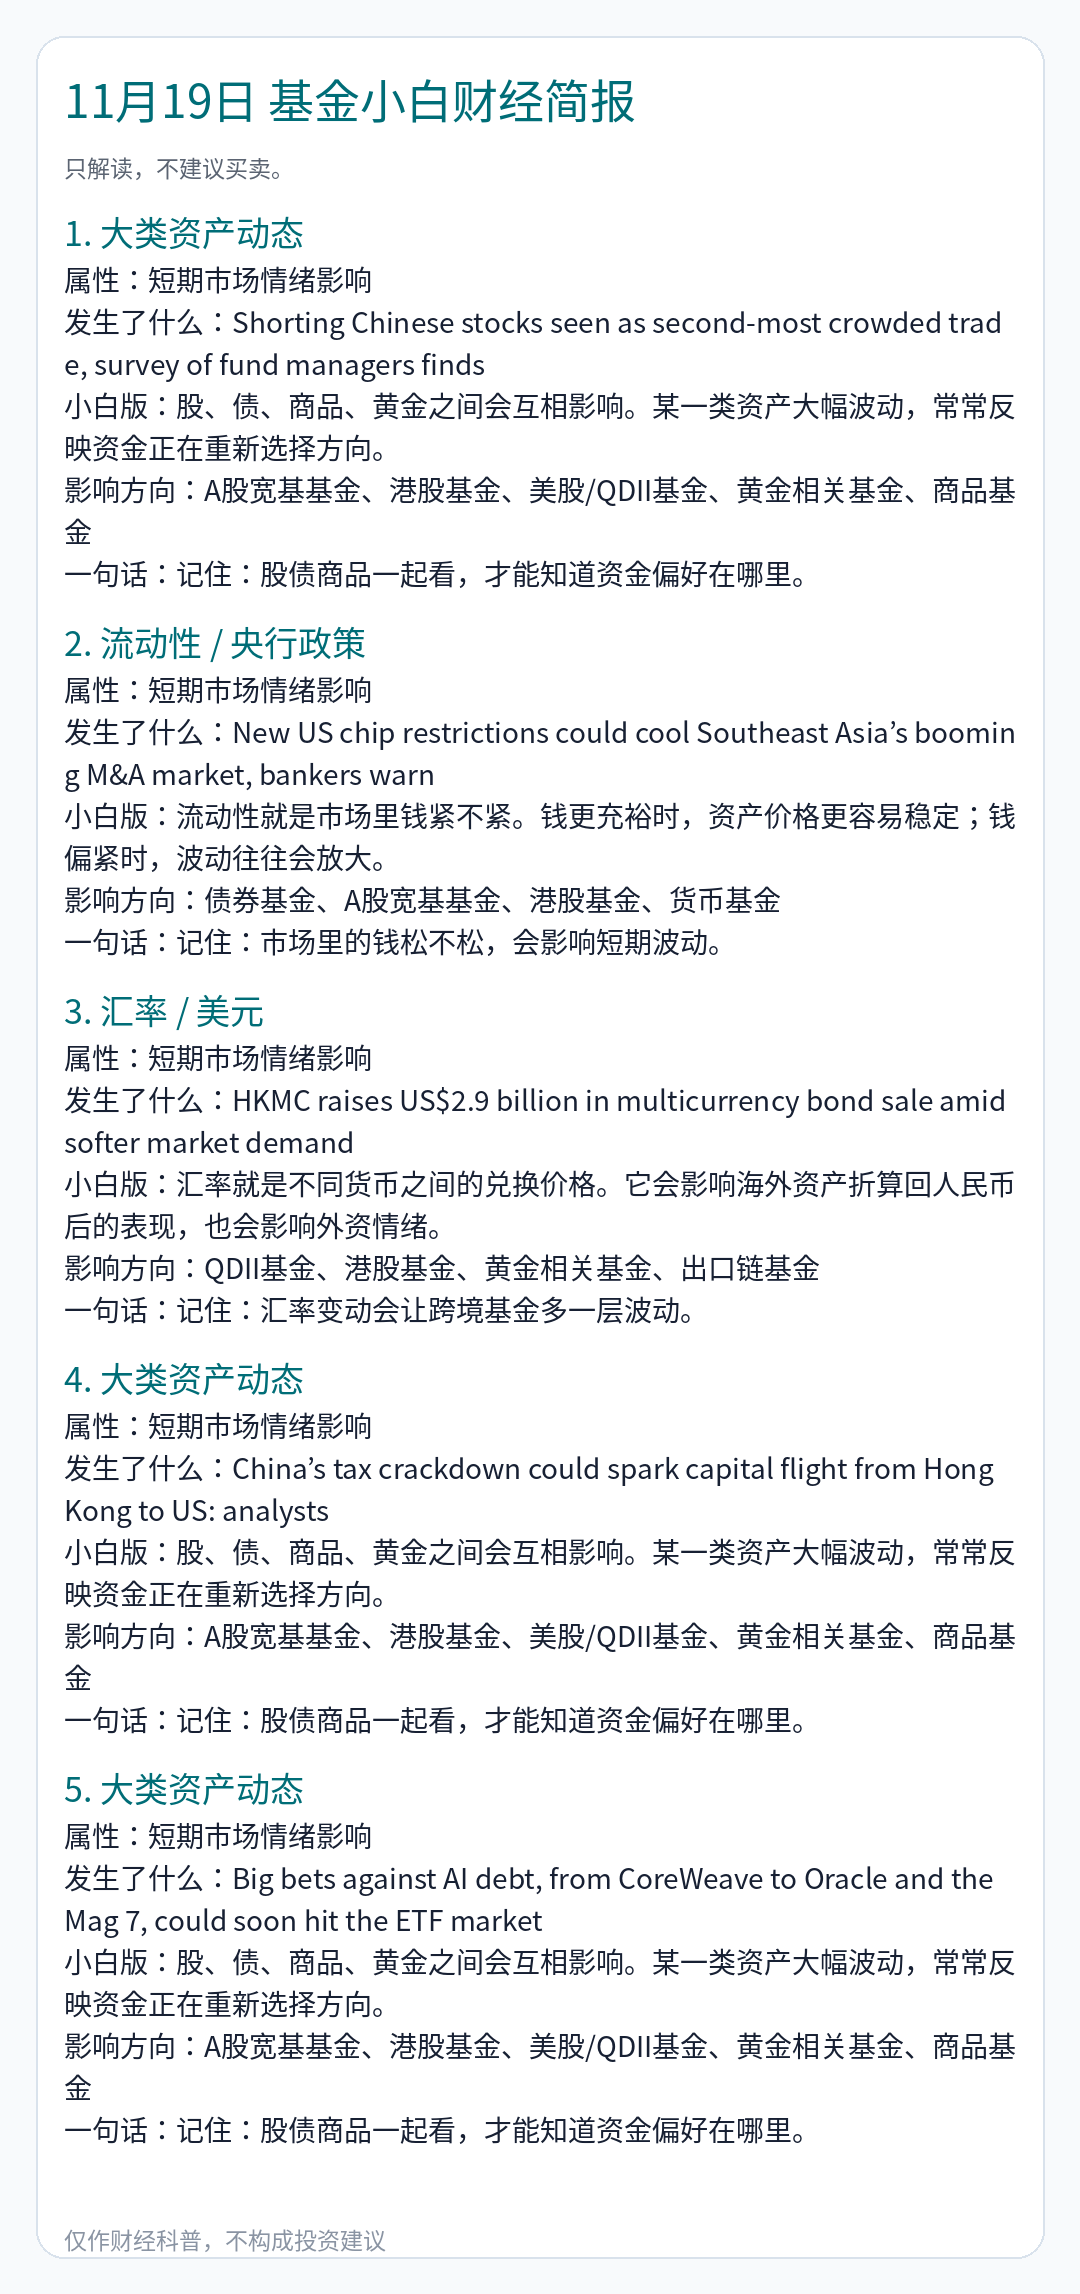 11月19日 基金小白财经简报
只解读，不建议买卖。
1. 大类资产动态
属性：短期市场情绪影响
发生了什么：Shorting Chinese stocks seen as second-most crowded trad
e, survey of fund managers finds
小白版：股、债、商品、黄金之间会互相影响。某一类资产大幅波动，常常反
映资金正在重新选择方向。
影响方向：A股宽基基金、港股基金、美股/QDII基金、黄金相关基金、商品基
金
一句话：记住：股债商品一起看，才能知道资金偏好在哪里。
2. 流动性 / 央行政策
属性：短期市场情绪影响
发生了什么：New US chip restrictions could cool Southeast Asia’s boomin
g M&A market, bankers warn
小白版：流动性就是市场里钱紧不紧。钱更充裕时，资产价格更容易稳定；钱
偏紧时，波动往往会放大。
影响方向：债券基金、A股宽基基金、港股基金、货币基金
一句话：记住：市场里的钱松不松，会影响短期波动。
3. 汇率 / 美元
属性：短期市场情绪影响
发生了什么：HKMC raises US$2.9 billion in multicurrency bond sale amid
softer market demand
小白版：汇率就是不同货币之间的兑换价格。它会影响海外资产折算回人民币
后的表现，也会影响外资情绪。
影响方向：QDII基金、港股基金、黄金相关基金、出口链基金
一句话：记住：汇率变动会让跨境基金多一层波动。
4. 大类资产动态
属性：短期市场情绪影响
发生了什么：China’s tax crackdown could spark capital flight from Hong
Kong to US: analysts
小白版：股、债、商品、黄金之间会互相影响。某一类资产大幅波动，常常反
映资金正在重新选择方向。
影响方向：A股宽基基金、港股基金、美股/QDII基金、黄金相关基金、商品基
金
一句话：记住：股债商品一起看，才能知道资金偏好在哪里。
5. 大类资产动态
属性：短期市场情绪影响
发生了什么：Big bets against AI debt, from CoreWeave to Oracle and the
Mag 7, could soon hit the ETF market
小白版：股、债、商品、黄金之间会互相影响。某一类资产大幅波动，常常反
映资金正在重新选择方向。
影响方向：A股宽基基金、港股基金、美股/QDII基金、黄金相关基金、商品基
金
一句话：记住：股债商品一起看，才能知道资金偏好在哪里。
仅作财经科普，不构成投资建议